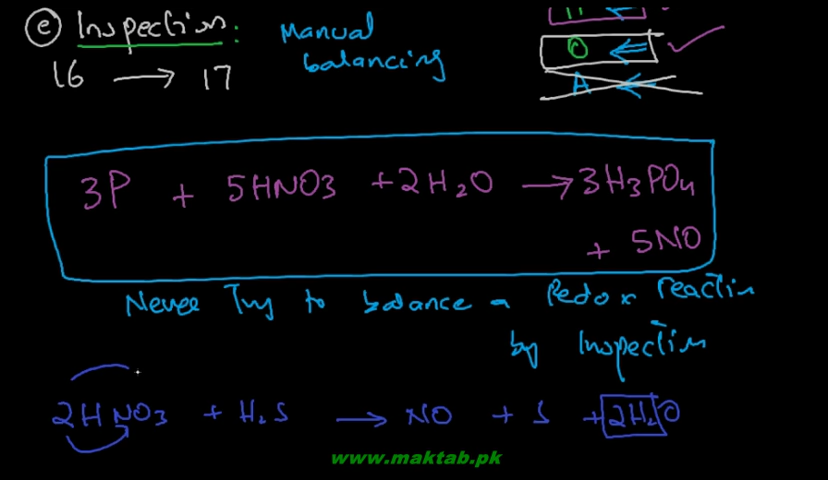 e Inspection: Manual
balancing
16 → 17
O
A
3P + 5HNO3 + 2H2O → 3H3PO4
+ 5NO
Never Try to balance a Redox reaction
by Inspection
2HNO3 + H2S → NO + S + 2H2O
www.maktab.pk